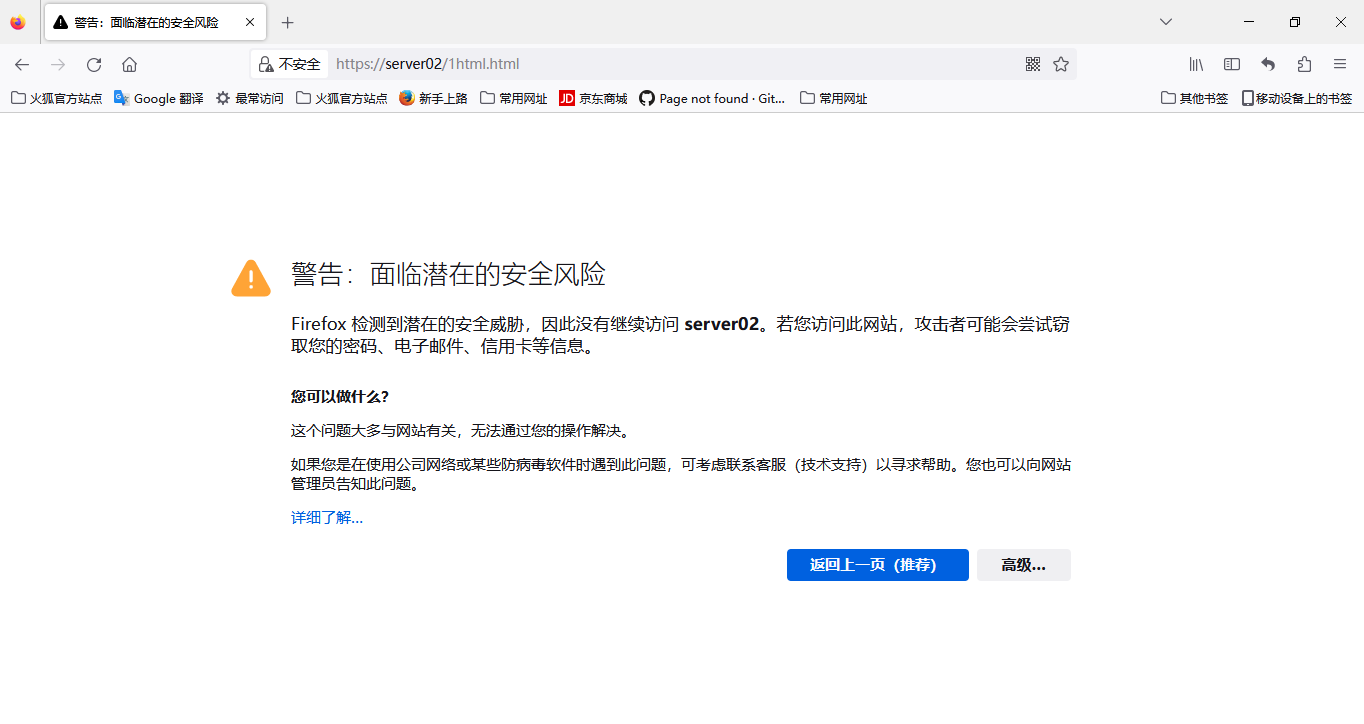 警告：面临潜在的安全风险
不安全 https://server02/1html.html
火狐官方站点 Google 翻译 最常访问 火狐官方站点 新手上路 常用网址 JD 京东商城 Page not found · Git... 常用网址 其他书签 移动设备上的书签
警告：面临潜在的安全风险
Firefox 检测到潜在的安全威胁，因此没有继续访问 server02。若您访问此网站，攻击者可能会尝试窃
取您的密码、电子邮件、信用卡等信息。
您可以做什么?
这个问题大多与网站有关，无法通过您的操作解决。
如果您是在使用公司网络或某些防病毒软件时遇到此问题，可考虑联系客服（技术支持）以寻求帮助。您也可以向网站
管理员告知此问题。
详细了解...
返回上一页（推荐） 高级...